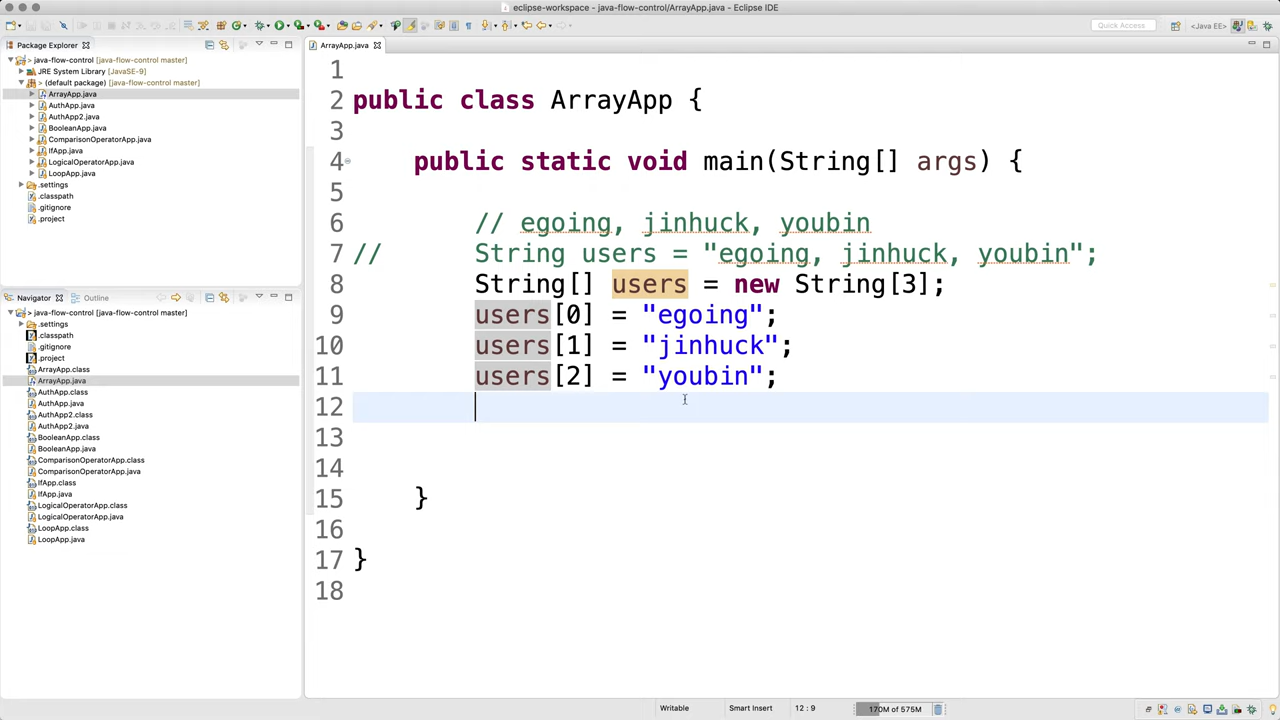 eclipse-workspace - java-flow-control/ArrayApp.java - Eclipse IDE
Quick Access
<Java EE>
Package Explorer
> java-flow-control [java-flow-control master]
JRE System Library [JavaSE-9]
> (default package) [java-flow-control master]
ArrayApp.java
AuthApp.java
AuthApp2.java
BooleanApp.java
ComparisonOperatorApp.java
IfApp.java
LogicalOperatorApp.java
LoopApp.java
.settings
.classpath
.gitignore
.project
Navigator
Outline
> java-flow-control [java-flow-control master]
.settings
.classpath
.gitignore
.project
ArrayApp.class
ArrayApp.java
AuthApp.class
AuthApp.java
AuthApp2.class
AuthApp2.java
BooleanApp.class
BooleanApp.java
ComparisonOperatorApp.class
ComparisonOperatorApp.java
IfApp.class
IfApp.java
LogicalOperatorApp.class
LogicalOperatorApp.java
LoopApp.class
LoopApp.java
ArrayApp.java
1
2 public class ArrayApp {
3
4 public static void main(String[] args) {
5
6 // egoing, jinhuck, youbin
7 // String users = "egoing, jinhuck, youbin";
8 String[] users = new String[3];
9 users[0] = "egoing";
10 users[1] = "jinhuck";
11 users[2] = "youbin";
12
13
14
15 }
16
17 }
18
Writable
Smart Insert
12 : 9
170M of 575M